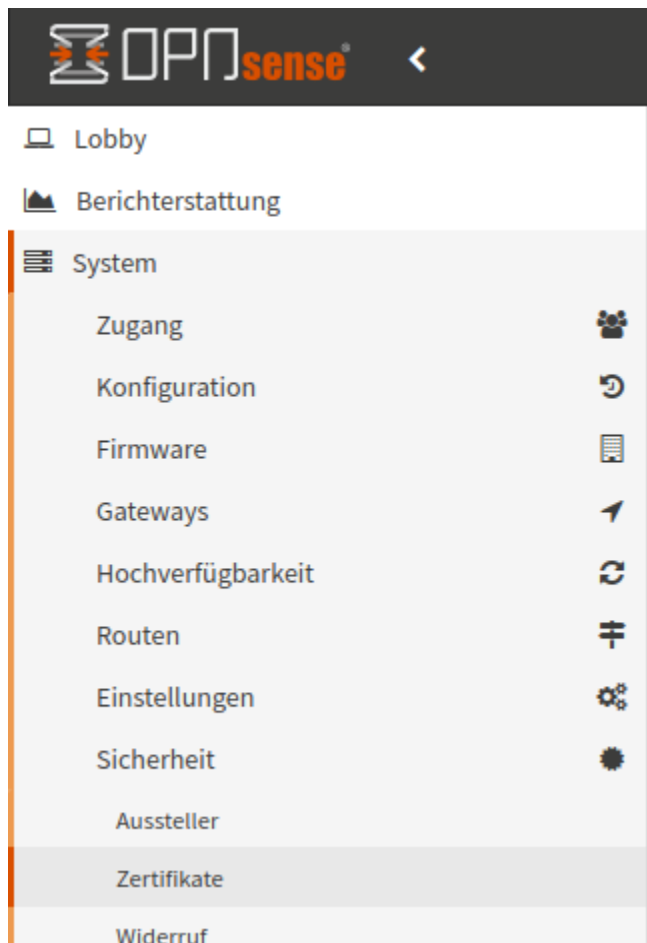 OPNsense®
Lobby
Berichterstattung
System
Zugang
Konfiguration
Firmware
Gateways
Hochverfügbarkeit
Routen
Einstellungen
Sicherheit
Aussteller
Zertifikate
Widerruf